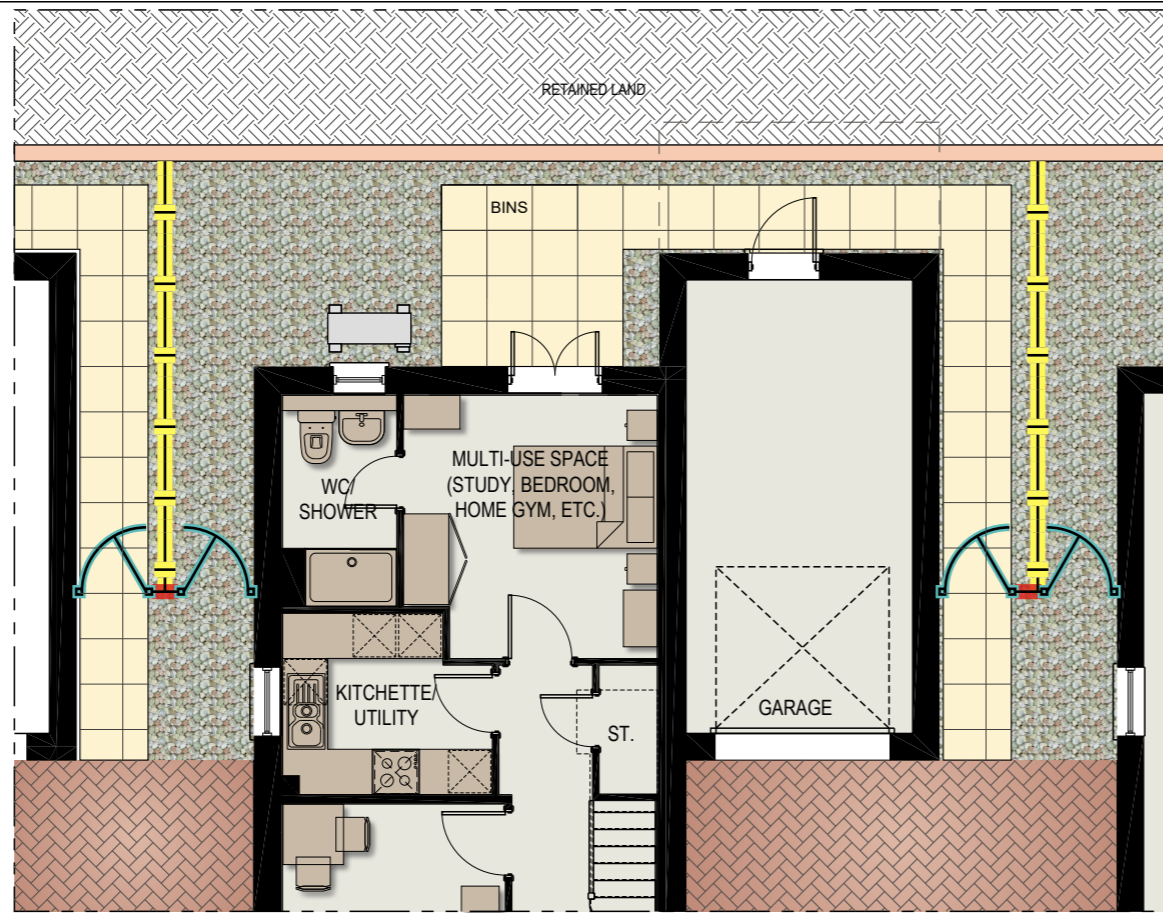 RETAINED LAND
BINS
MULTI-USE SPACE
(STUDY, BEDROOM,
HOME GYM, ETC.)
WC/
SHOWER
KITCHETTE/
UTILITY
ST.
GARAGE